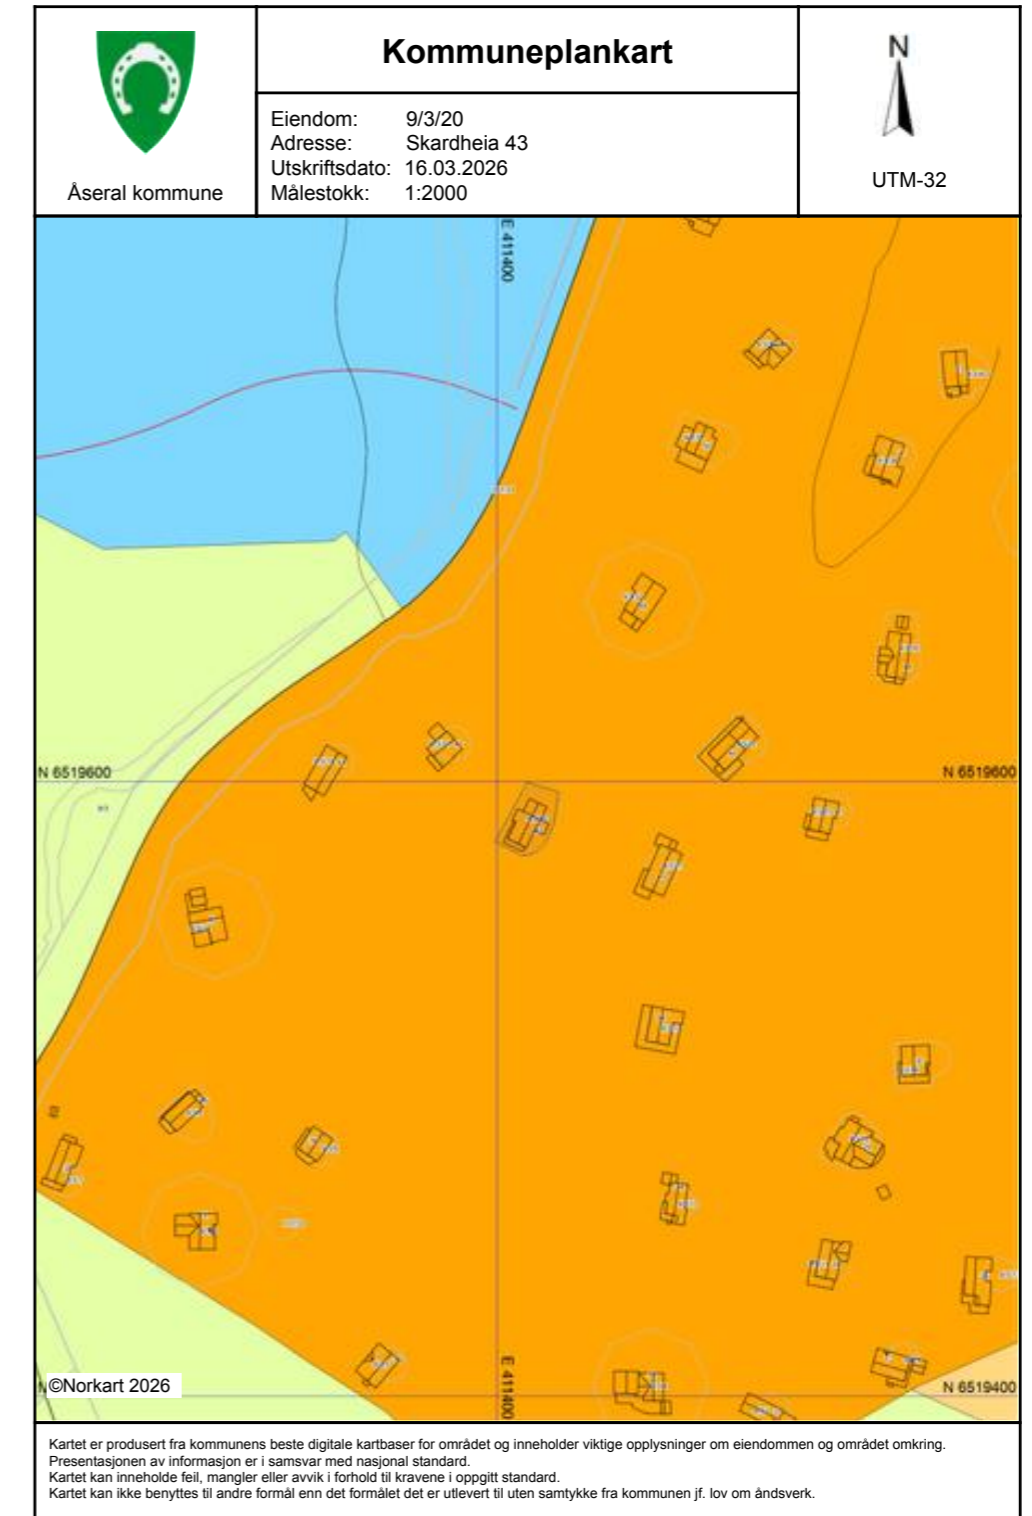 Kommuneplankart
N
Eiendom: 9/3/20
Adresse: Skardheia 43
Utskriftsdato: 16.03.2026
Målestokk: 1:2000
Åseral kommune
UTM-32
E 411400
N 6519600
N 6519600
E 411400
N 6519400
©Norkart 2026
Kartet er produsert fra kommunens beste digitale kartbaser for området og inneholder viktige opplysninger om eiendommen og området omkring.
Presentasjonen av informasjon er i samsvar med nasjonal standard.
Kartet kan inneholde feil, mangler eller avvik i forhold til kravene i oppgitt standard.
Kartet kan ikke benyttes til andre formål enn det formålet det er utlevert til uten samtykke fra kommunen jf. lov om åndsverk.